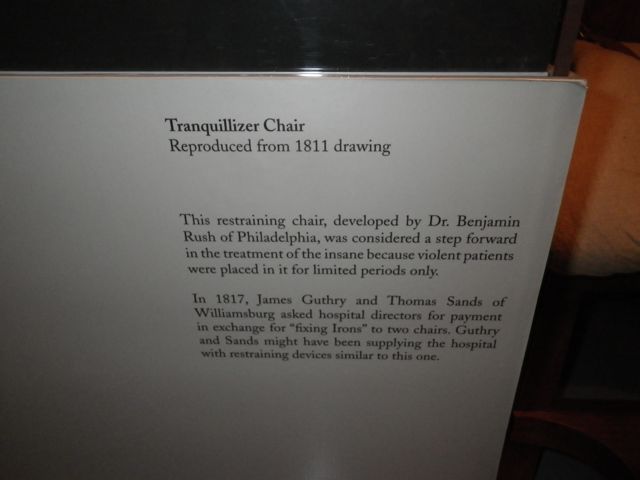 Tranquillizer Chair
Reproduced from 1811 drawing
This restraining chair, developed by Dr. Benjamin
Rush of Philadelphia, was considered a step forward
in the treatment of the insane because violent patients
were placed in it for limited periods only.
In 1817, James Guthry and Thomas Sands of
Williamsburg asked hospital directors for payment
in exchange for “fixing Irons” to two chairs. Guthry
and Sands might have been supplying the hospital
with restraining devices similar to this one.